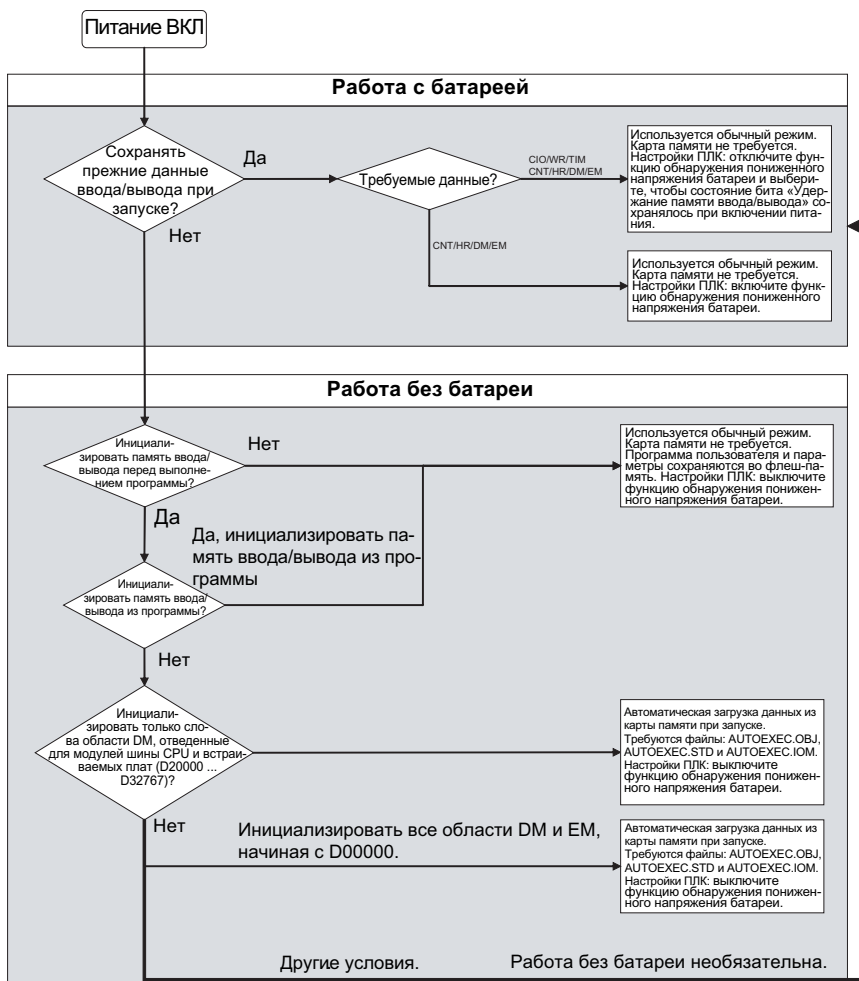 Питание ВКЛ
Работа с батареей
Сохранять
прежние данные
ввода/вывода при
запуске?
Да
Нет
Требуемые данные?
CIO/WR/TIM
CNT/HR/DM/EM
CNT/HR/DM/EM
Используется обычный режим.
Карта памяти не требуется.
Настройки ПЛК: отключите фун-
кцию обнаружения пониженного
напряжения батареи и выбери-
те, чтобы состояние бита «Удер-
жание памяти ввода/вывода» со-
хранялось при включении пита-
ния.
Используется обычный режим.
Карта памяти не требуется.
Настройки ПЛК: включите функ-
цию обнаружения пониженного
напряжения батареи.
Работа без батареи
Инициали-
зировать память ввода/
вывода перед выполне-
нием программы?
Нет
Да
Используется обычный режим.
Карта памяти не требуется.
Программа пользователя и пара-
метры сохраняются во флеш-па-
мять. Настройки ПЛК: выключите
функцию обнаружения понижен-
ного напряжения батареи.
Да, инициализировать па-
мять ввода/вывода из про-
граммы
Инициали-
зировать память ввода/
вывода из программы?
Нет
Инициали-
зировать только сло-
ва области DM, отведенные
для модулей шины CPU и встраи-
ваемых плат (D20000 ...
D32767)?
Нет
Автоматическая загрузка данных из
карты памяти при запуске.
Требуются файлы: AUTOEXEC.OBJ,
AUTOEXEC.STD и AUTOEXEC.IOM.
Настройки ПЛК: выключите
функцию обнаружения понижен-
ного напряжения батареи.
Инициализировать все области DM и EM,
начиная с D00000.
Автоматическая загрузка данных из
карты памяти при запуске.
Требуются файлы: AUTOEXEC.OBJ,
AUTOEXEC.STD и AUTOEXEC.IOM.
Настройки ПЛК: выключите
функцию обнаружения понижен-
ного напряжения батареи.
Другие условия.
Работа без батареи необязательна.